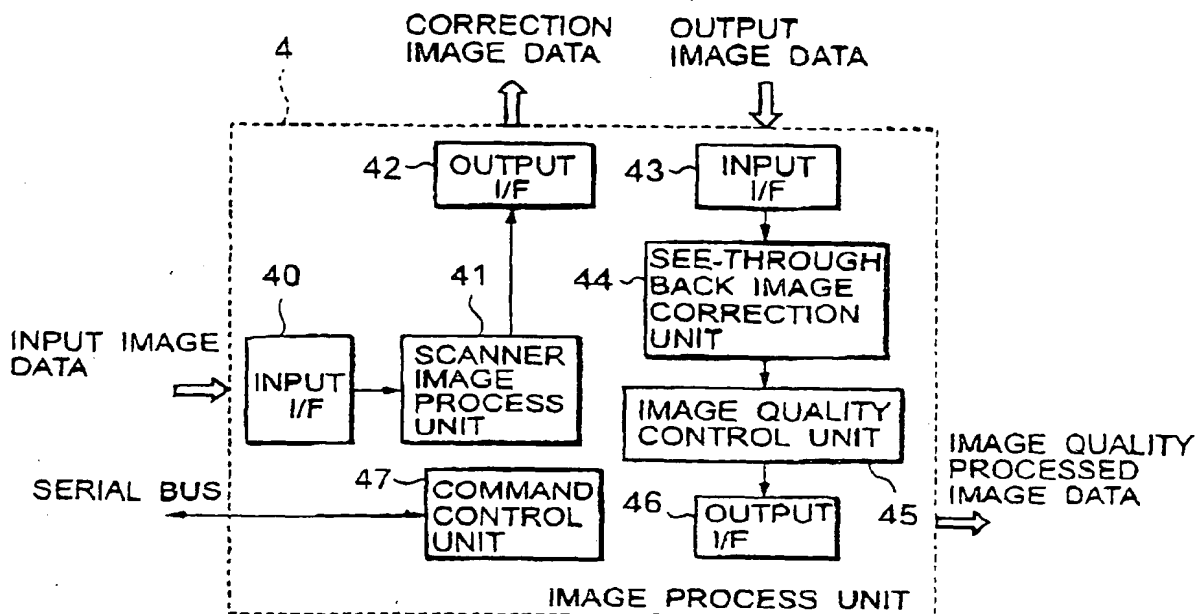 CORRECTION
IMAGE DATA
OUTPUT
IMAGE DATA
4
42
OUTPUT
I/F
43
INPUT
I/F
44
SEE-THROUGH
BACK IMAGE
CORRECTION
UNIT
40
41
INPUT IMAGE
DATA
INPUT
I/F
SCANNER
IMAGE
PROCESS
UNIT
IMAGE QUALITY
CONTROL UNIT
45
IMAGE QUALITY
PROCESSED
IMAGE DATA
SERIAL BUS
47
COMMAND
CONTROL
UNIT
46
OUTPUT
I/F
IMAGE PROCESS UNIT